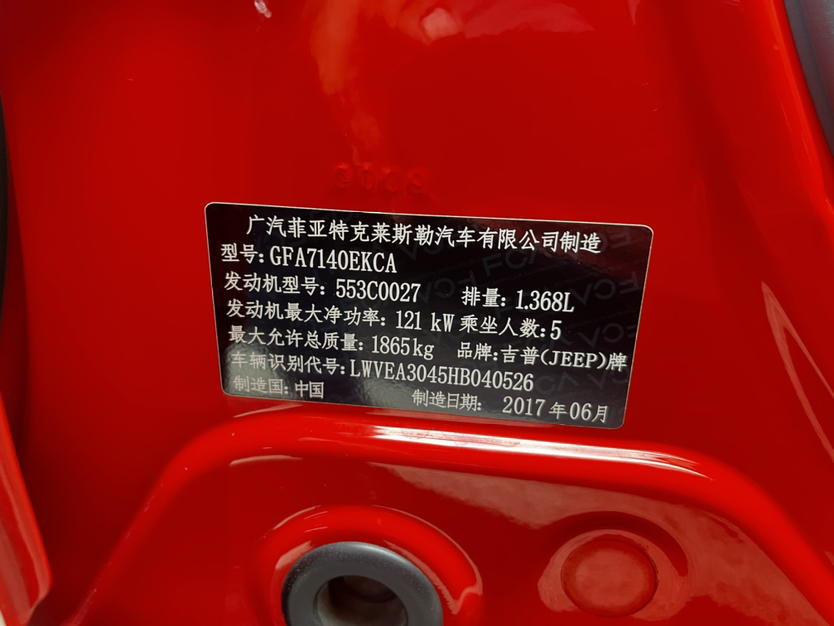 广汽菲亚特克莱斯勒汽车有限公司制造
型号: GFA7140EKCA
发动机型号: 553C0027 排量: 1.368L
发动机最大净功率: 121 kW 乘坐人数: 5
最大允许总质量: 1865kg 品牌: 吉普(JEEP)牌
车辆识别代号: LWVEA3045HB040526
制造国: 中国 制造日期: 2017年06月